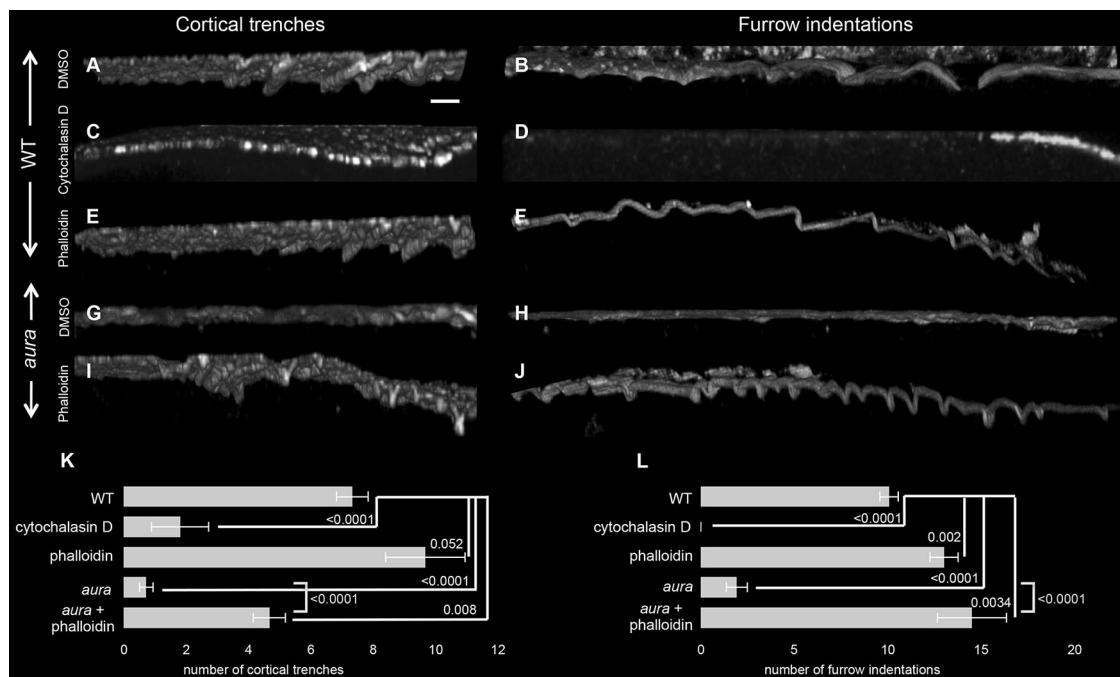 Cortical trenches
Furrow indentations
WT
DMSO
A
B
Cytochalasin D
C
D
Phalloidin
E
F
aura
DMSO
G
H
Phalloidin
I
J
K
WT
cytochalasin D
<0.0001
phalloidin
0.052
aura
<0.0001
<0.0001
aura +
phalloidin
0.008
0 2 4 6 8 10 12
number of cortical trenches
L
WT
cytochalasin D
<0.0001
phalloidin
0.002
aura
<0.0001
<0.0001
aura +
phalloidin
0.0034
0 5 10 15 20
number of furrow indentations